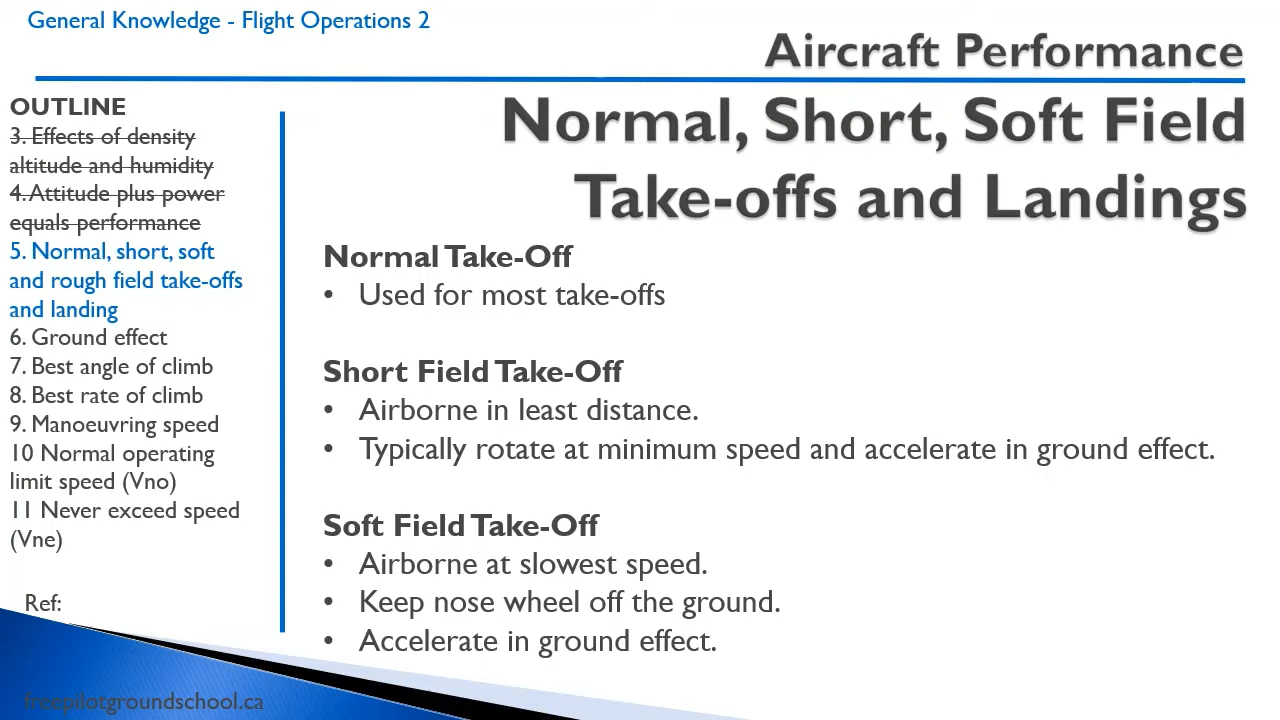 General Knowledge - Flight Operations 2
Aircraft Performance
Normal, Short, Soft Field
Take-offs and Landings
OUTLINE
3. Effects of density
altitude and humidity
4. Attitude plus power
equals performance
5. Normal, short, soft
and rough field take-offs
and landing
6. Ground effect
7. Best angle of climb
8. Best rate of climb
9. Manoeuvring speed
10 Normal operating
limit speed (Vno)
11 Never exceed speed
(Vne)
Ref:
Normal Take-Off
• Used for most take-offs
Short Field Take-Off
• Airborne in least distance.
• Typically rotate at minimum speed and accelerate in ground effect.
Soft Field Take-Off
• Airborne at slowest speed.
• Keep nose wheel off the ground.
• Accelerate in ground effect.
freepilotgroundschool.ca